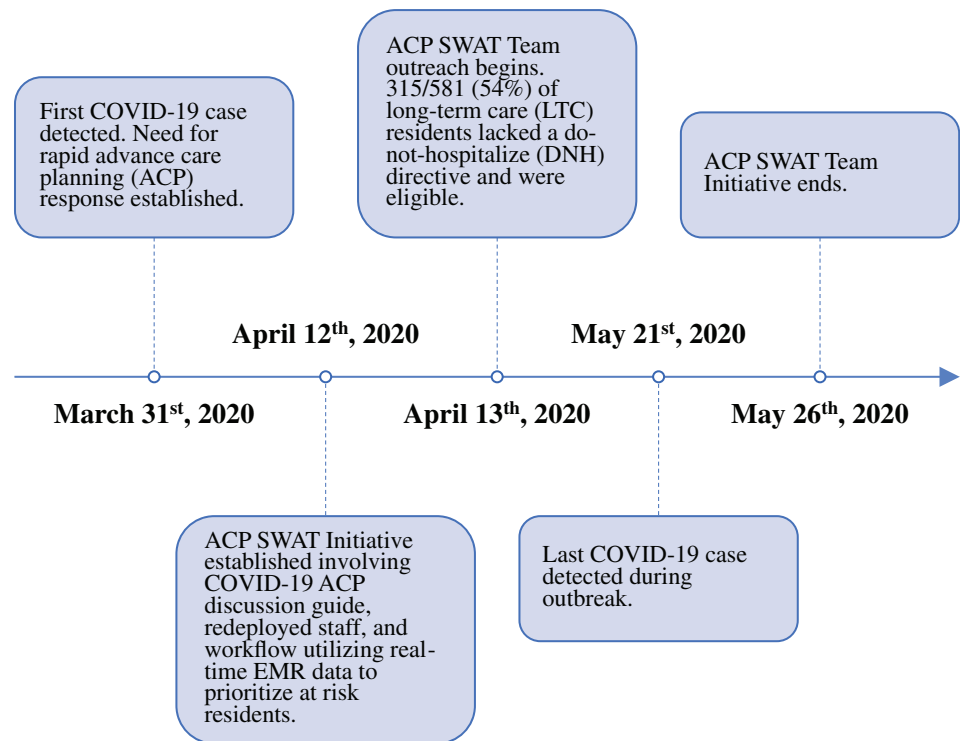 First COVID-19 case
detected. Need for
rapid advance care
planning (ACP)
response established.
ACP SWAT Team
outreach begins.
315/581 (54%) of
long-term care (LTC)
residents lacked a do-
not-hospitalize (DNH)
directive and were
eligible.
ACP SWAT Team
Initiative ends.
April 12th, 2020
May 21st, 2020
March 31st, 2020
April 13th, 2020
May 26th, 2020
ACP SWAT Initiative
established involving
COVID-19 ACP
discussion guide,
redeployed staff, and
workflow utilizing real-
time EMR data to
prioritize at risk
residents.
Last COVID-19 case
detected during
outbreak.